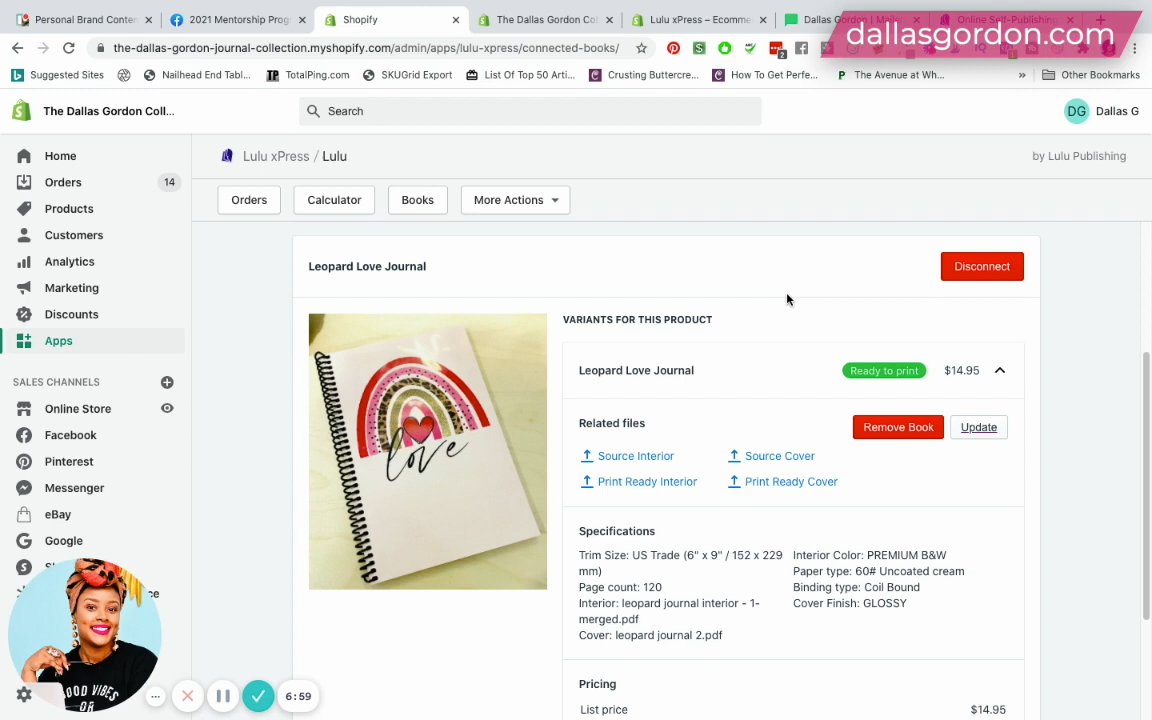 Personal Brand Conte
2021 Mentorship Prog
Shopify
The Dallas Gordon Col
Lulu xPress – Ecomme
Dallas Gordon | Maile
Online Self-Publishing
dallasgordon.com
the-dallas-gordon-journal-collection.myshopify.com/admin/apps/lulu-xpress/connected-books/
Suggested Sites
Nailhead End Tabl...
TotalPing.com
SKUGrid Export
List Of Top 50 Arti...
Crusting Buttercre...
How To Get Perfe...
The Avenue at Wh...
»
Other Bookmarks
The Dallas Gordon Coll...
Search
DG
Dallas G
Home
Orders
14
Products
Customers
Analytics
Marketing
Discounts
Apps
SALES CHANNELS
Online Store
Facebook
Pinterest
Messenger
eBay
Google
Lulu xPress / Lulu
by Lulu Publishing
Orders
Calculator
Books
More Actions
Leopard Love Journal
Disconnect
love
VARIANTS FOR THIS PRODUCT
Leopard Love Journal
Ready to print
$14.95
Related files
Remove Book
Update
Source Interior
Source Cover
Print Ready Interior
Print Ready Cover
Specifications
Trim Size: US Trade (6" x 9" / 152 x 229
mm)
Page count: 120
Interior: leopard journal interior - 1-
merged.pdf
Cover: leopard journal 2.pdf
Interior Color: PREMIUM B&W
Paper type: 60# Uncoated cream
Binding type: Coil Bound
Cover Finish: GLOSSY
Pricing
List price
$14.95
GOOD VIBES
OR
6:59